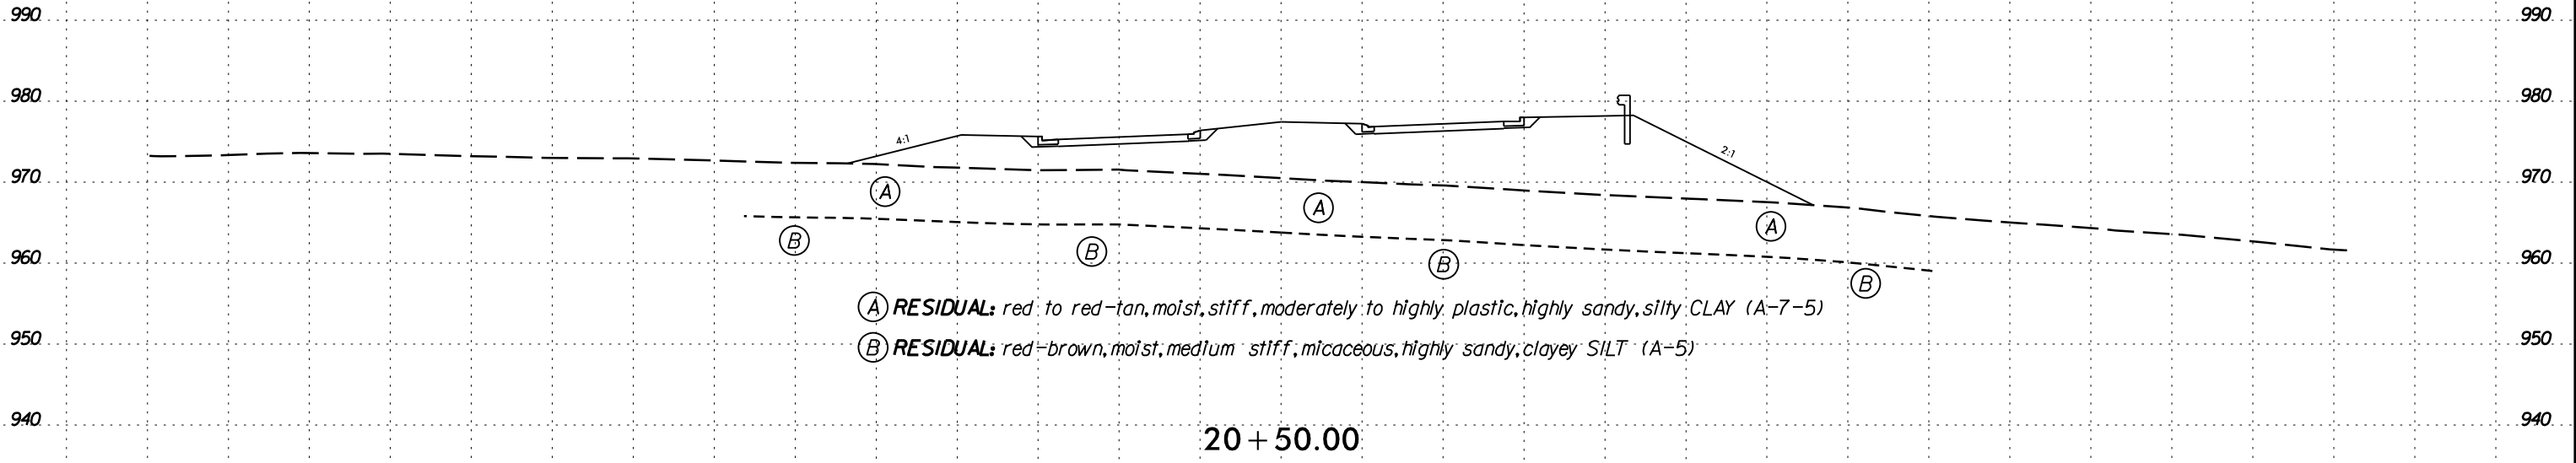 990 990
980 980
4:1 2:1
970 970
A A A
960 960
B B B B
A RESIDUAL: red to red-tan, moist, stiff, moderately to highly plastic, highly sandy, silty CLAY (A-7-5)
950 950
B RESIDUAL: red-brown, moist, medium stiff, micaceous, highly sandy, clayey SILT (A-5)
940 940
20+50.00